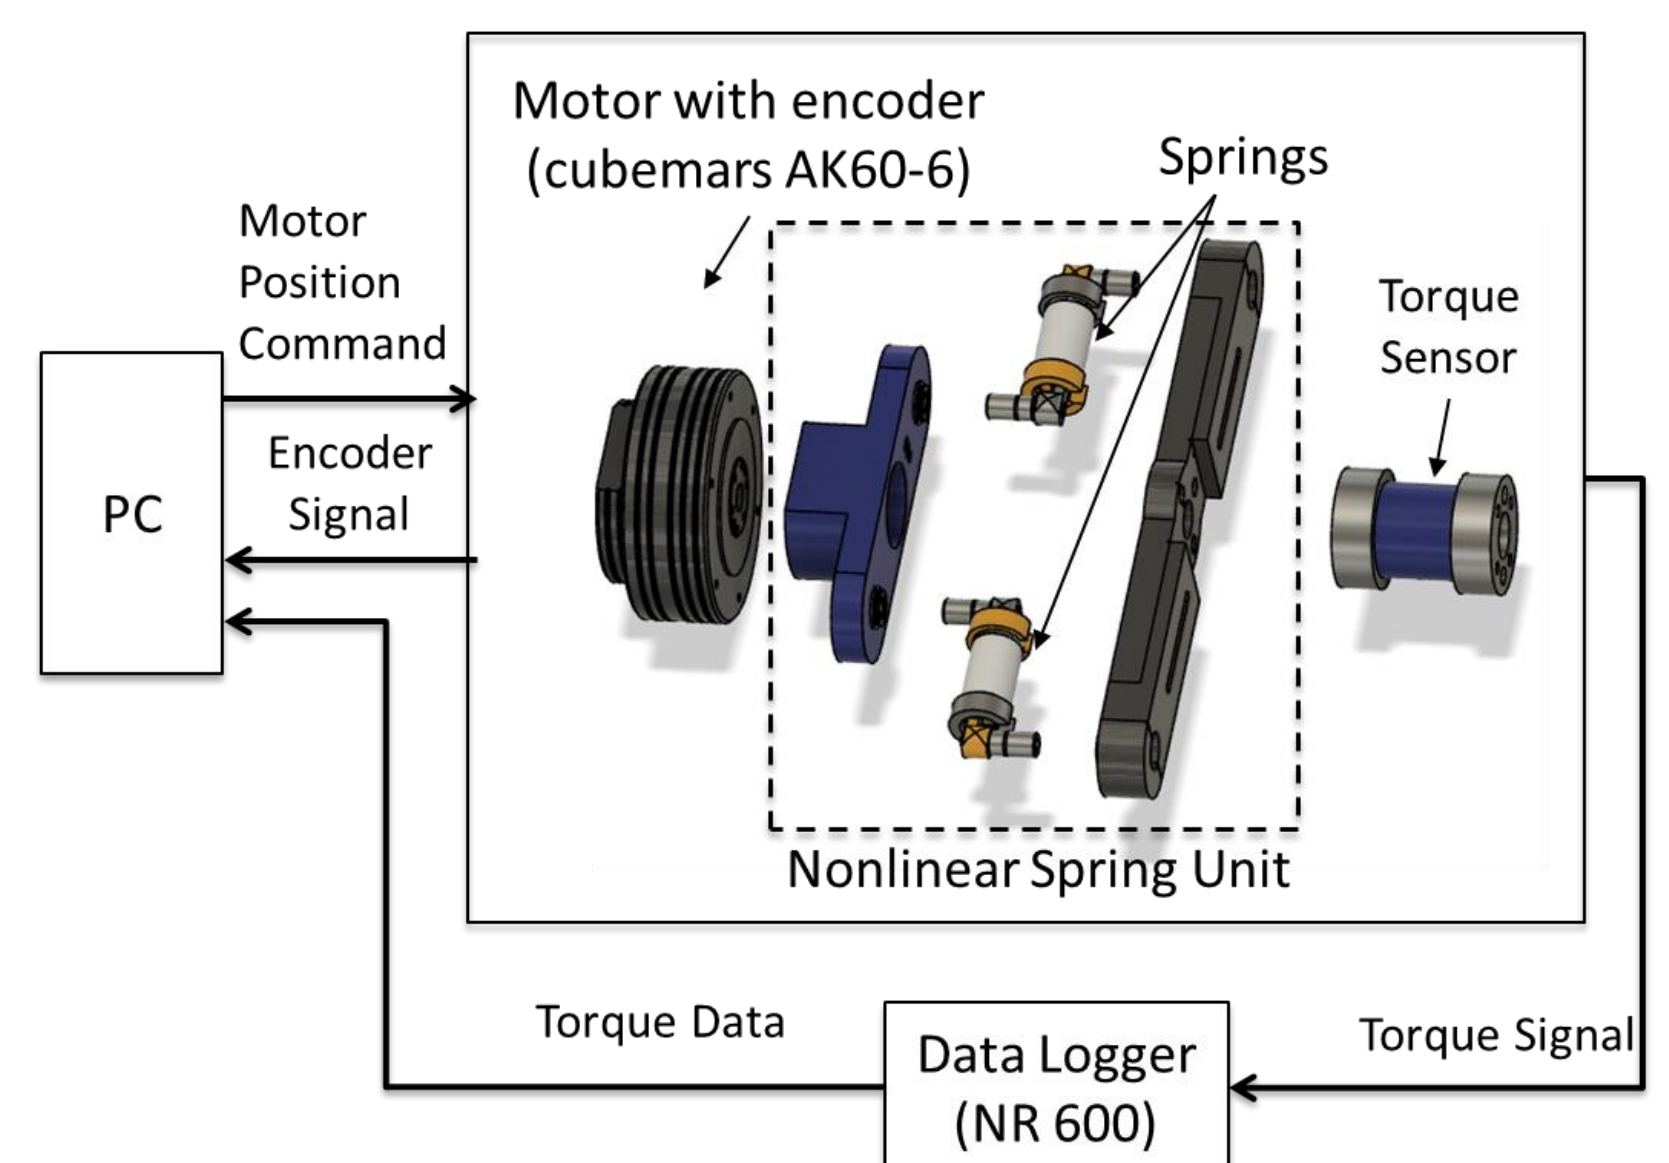 Motor with encoder
(cubemars AK60-6)
Springs
Motor
Position
Command
Torque
Sensor
Encoder
Signal
PC
Nonlinear Spring Unit
Torque Data
Torque Signal
Data Logger
(NR 600)